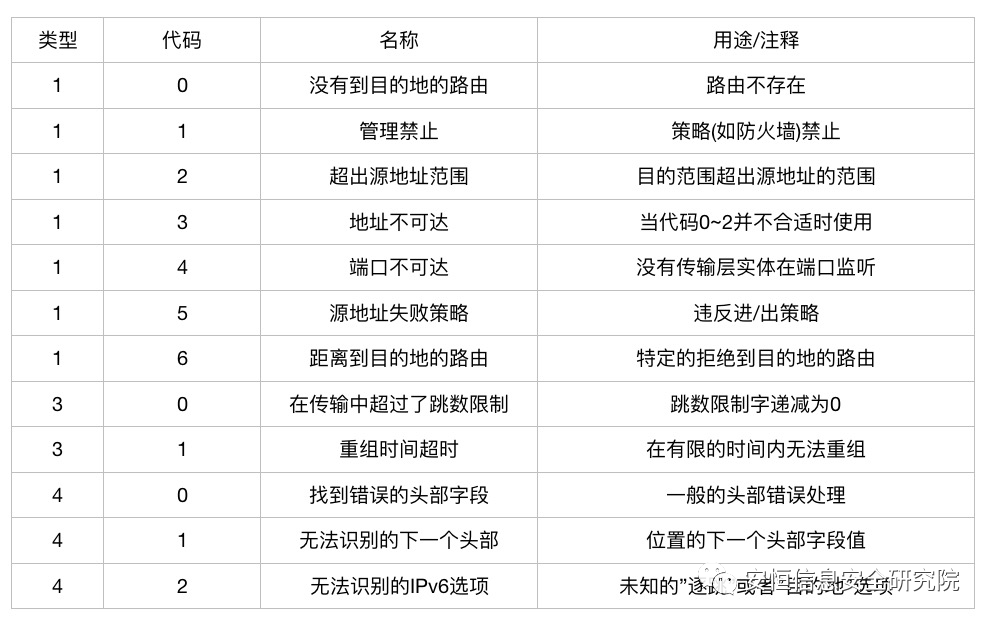 类型 代码 名称 用途/注释
1 0 没有到目的地的路由 路由不存在
1 1 管理禁止 策略(如防火墙)禁止
1 2 超出源地址范围 目的范围超出源地址的范围
1 3 地址不可达 当代码0~2并不合适时使用
1 4 端口不可达 没有传输层实体在端口监听
1 5 源地址失败策略 违反进/出策略
1 6 距离到目的地的路由 特定的拒绝到目的地的路由
3 0 在传输中超过了跳数限制 跳数限制字递减为0
3 1 重组时间超时 在有限的时间内无法重组
4 0 找到错误的头部字段 一般的头部错误处理
4 1 无法识别的下一个头部 位置的下一个头部字段值
4 2 无法识别的IPv6选项 未知的”逐跳”或者”目的地”选项
安恒信息安全研究院